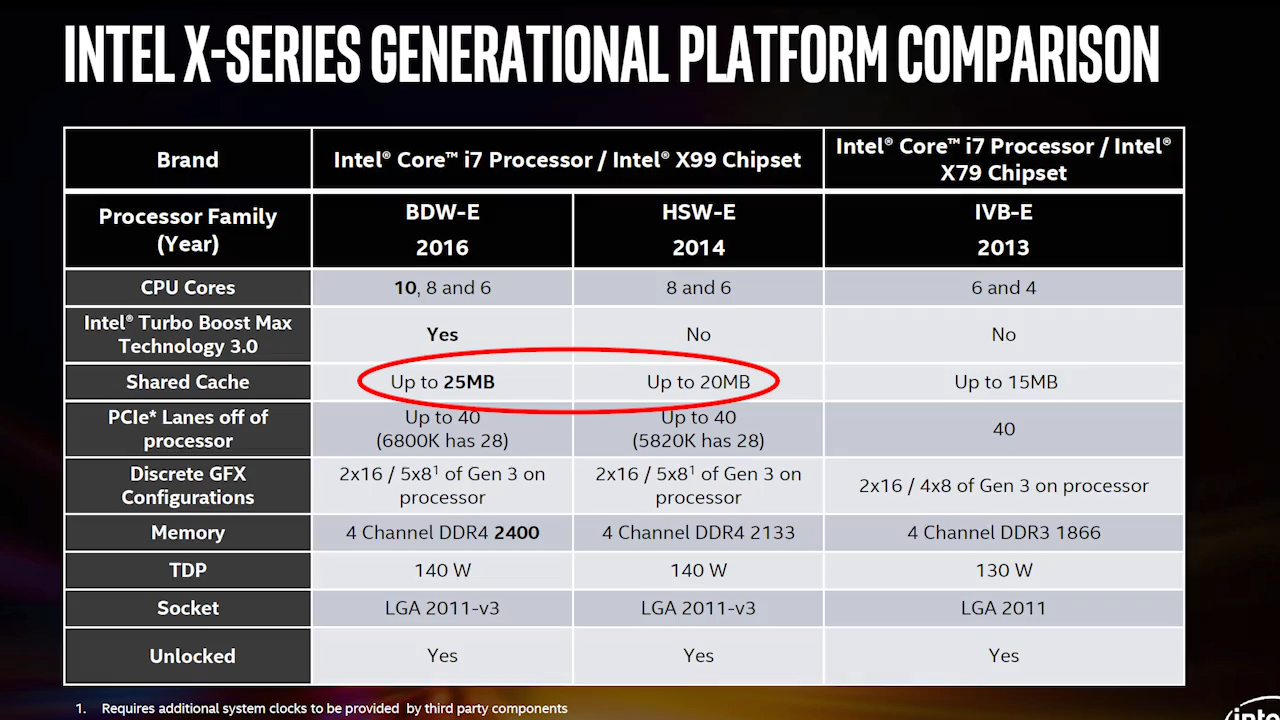 INTEL X-SERIES GENERATIONAL PLATFORM COMPARISON
Brand
Intel® Core™ i7 Processor / Intel® X99 Chipset
Intel® Core™ i7 Processor / Intel®
X79 Chipset
Processor Family
(Year)
BDW-E
2016
HSW-E
2014
IVB-E
2013
CPU Cores
10, 8 and 6
8 and 6
6 and 4
Intel® Turbo Boost Max
Technology 3.0
Yes
No
No
Shared Cache
Up to 25MB
Up to 20MB
Up to 15MB
PCIe* Lanes off of
processor
Up to 40
(6800K has 28)
Up to 40
(5820K has 28)
40
Discrete GFX
Configurations
2x16 / 5x8¹ of Gen 3 on
processor
2x16 / 5x8¹ of Gen 3 on
processor
2x16 / 4x8 of Gen 3 on processor
Memory
4 Channel DDR4 2400
4 Channel DDR4 2133
4 Channel DDR3 1866
TDP
140 W
140 W
130 W
Socket
LGA 2011-v3
LGA 2011-v3
LGA 2011
Unlocked
Yes
Yes
Yes
1. Requires additional system clocks to be provided by third party components